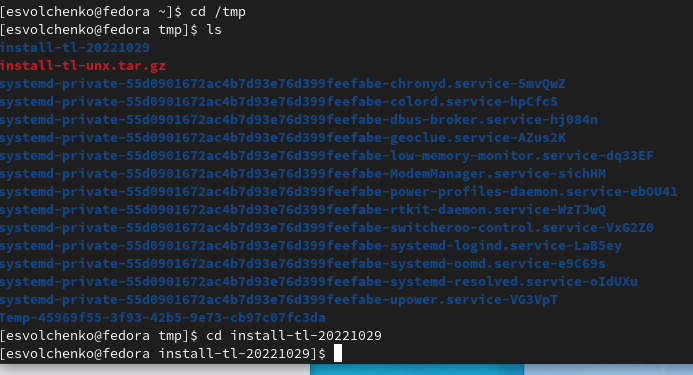 [esvolchenko@fedora ~]$ cd /tmp
[esvolchenko@fedora tmp]$ ls
install-tl-20221029
install-tl-unx.tar.gz
systemd-private-55d0901672ac4b7d93e76d399feefabe-chronyd.service-5mvQwZ
systemd-private-55d0901672ac4b7d93e76d399feefabe-colord.service-hpCfcS
systemd-private-55d0901672ac4b7d93e76d399feefabe-dbus-broker.service-hj084n
systemd-private-55d0901672ac4b7d93e76d399feefabe-geoclue.service-AZus2K
systemd-private-55d0901672ac4b7d93e76d399feefabe-low-memory-monitor.service-dq33EF
systemd-private-55d0901672ac4b7d93e76d399feefabe-ModemManager.service-sichHM
systemd-private-55d0901672ac4b7d93e76d399feefabe-power-profiles-daemon.service-ebOU41
systemd-private-55d0901672ac4b7d93e76d399feefabe-rtkit-daemon.service-WzTJwQ
systemd-private-55d0901672ac4b7d93e76d399feefabe-switcheroo-control.service-VxG2Z0
systemd-private-55d0901672ac4b7d93e76d399feefabe-systemd-logind.service-LaB5ey
systemd-private-55d0901672ac4b7d93e76d399feefabe-systemd-oomd.service-e9C69s
systemd-private-55d0901672ac4b7d93e76d399feefabe-systemd-resolved.service-oIdUXu
systemd-private-55d0901672ac4b7d93e76d399feefabe-upower.service-VG3VpT
Temp-45969f55-3f93-42b5-9e73-cb97c07fc3da
[esvolchenko@fedora tmp]$ cd install-tl-20221029
[esvolchenko@fedora install-tl-20221029]$